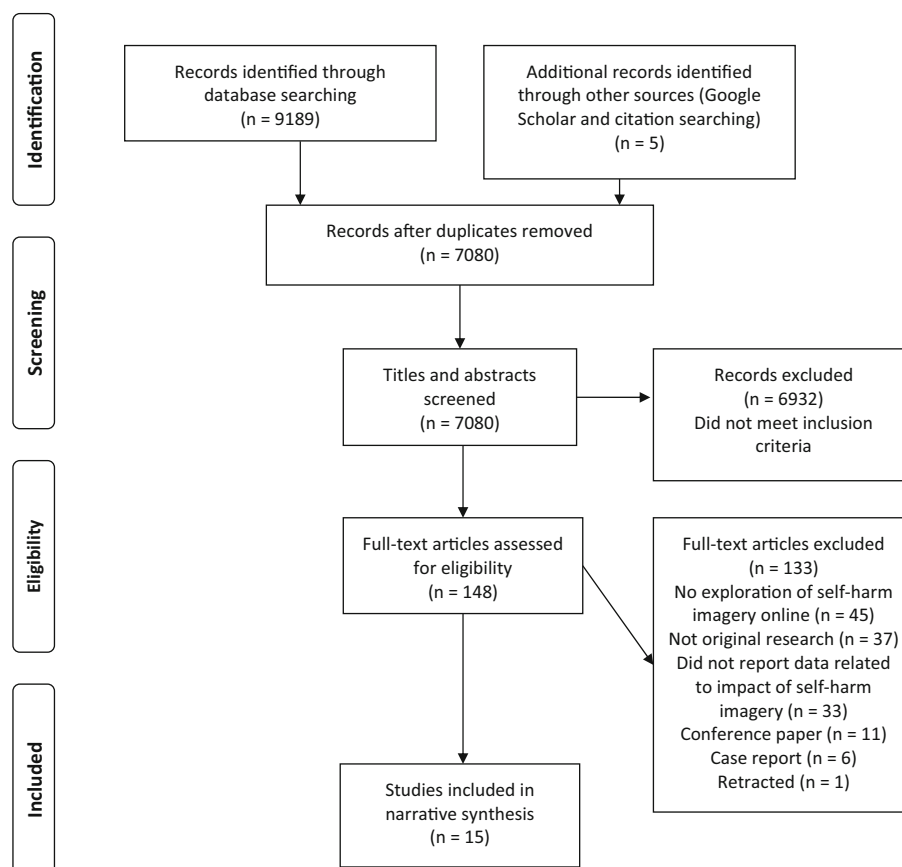 Identification
Records identified through
database searching
(n = 9189)
Additional records identified
through other sources (Google
Scholar and citation searching)
(n = 5)
Records after duplicates removed
(n = 7080)
Screening
Titles and abstracts
screened
(n = 7080)
Records excluded
(n = 6932)
Did not meet inclusion
criteria
Eligibility
Full-text articles assessed
for eligibility
(n = 148)
Full-text articles excluded
(n = 133)
No exploration of self-harm
imagery online (n = 45)
Not original research (n = 37)
Did not report data related
to impact of self-harm
imagery (n = 33)
Conference paper (n = 11)
Case report (n = 6)
Retracted (n = 1)
Included
Studies included in
narrative synthesis
(n = 15)